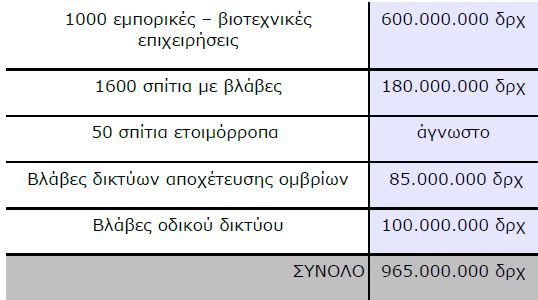 1000 εμπορικές – βιοτεχνικές
επιχειρήσεις
600.000.000 δρχ
1600 σπίτια με βλάβες
180.000.000 δρχ
50 σπίτια ετοιμόρροπα
άγνωστο
Βλάβες δικτύων αποχέτευσης ομβρίων
85.000.000 δρχ
Βλάβες οδικού δικτύου
100.000.000 δρχ
ΣΥΝΟΛΟ
965.000.000 δρχ